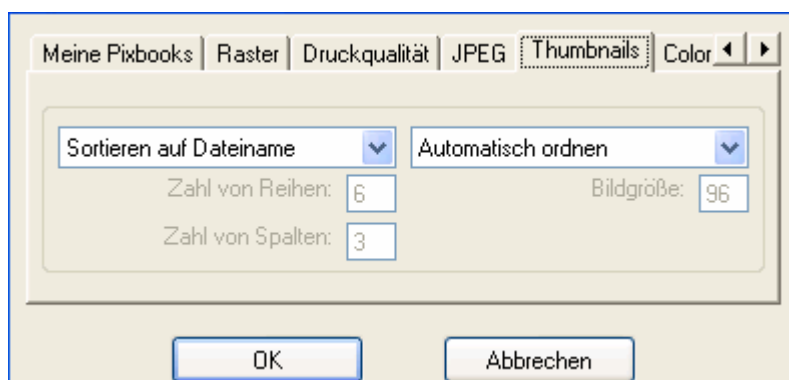 Meine Pixbooks Raster Druckqualität JPEG Thumbnails Color
Sortieren auf Dateiname Automatisch ordnen
Zahl von Reihen: 6 Bildgröße: 96
Zahl von Spalten: 3
OK Abbrechen